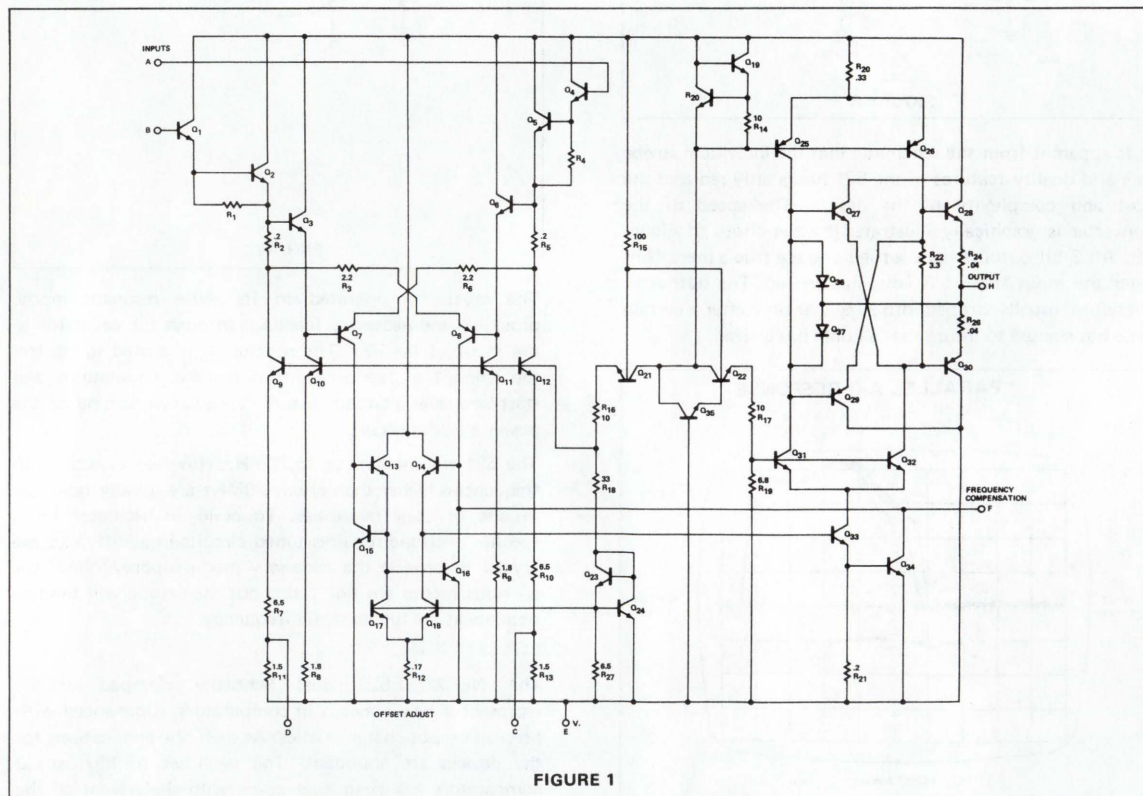 INPUTS
A
B
Q1
Q2
R1
Q3
.2
R2
2.2
R3
2.2
R6
Q4
Q5
R4
Q6
.2
R5
Q7
Q8
Q9
Q10
Q11
Q12
Q13
Q14
Q15
Q16
Q17
Q18
6.5
R7
1.5
R11
1.8
R8
.17
R12
1.8
R9
6.5
R10
1.5
R13
OFFSET ADJUST
D
C
V-
E
100
R15
Q21
Q22
Q35
R16
10
33
R18
Q23
Q24
6.5
R27
Q19
R20
10
R14
R20
.33
Q25
Q26
Q27
Q28
Q36
Q37
R22
3.3
R24
.04
OUTPUT
H
R26
.04
Q29
Q30
10
R17
6.8
R19
Q31
Q32
FREQUENCY
COMPENSATION
F
Q33
Q34
.2
R21
FIGURE 1